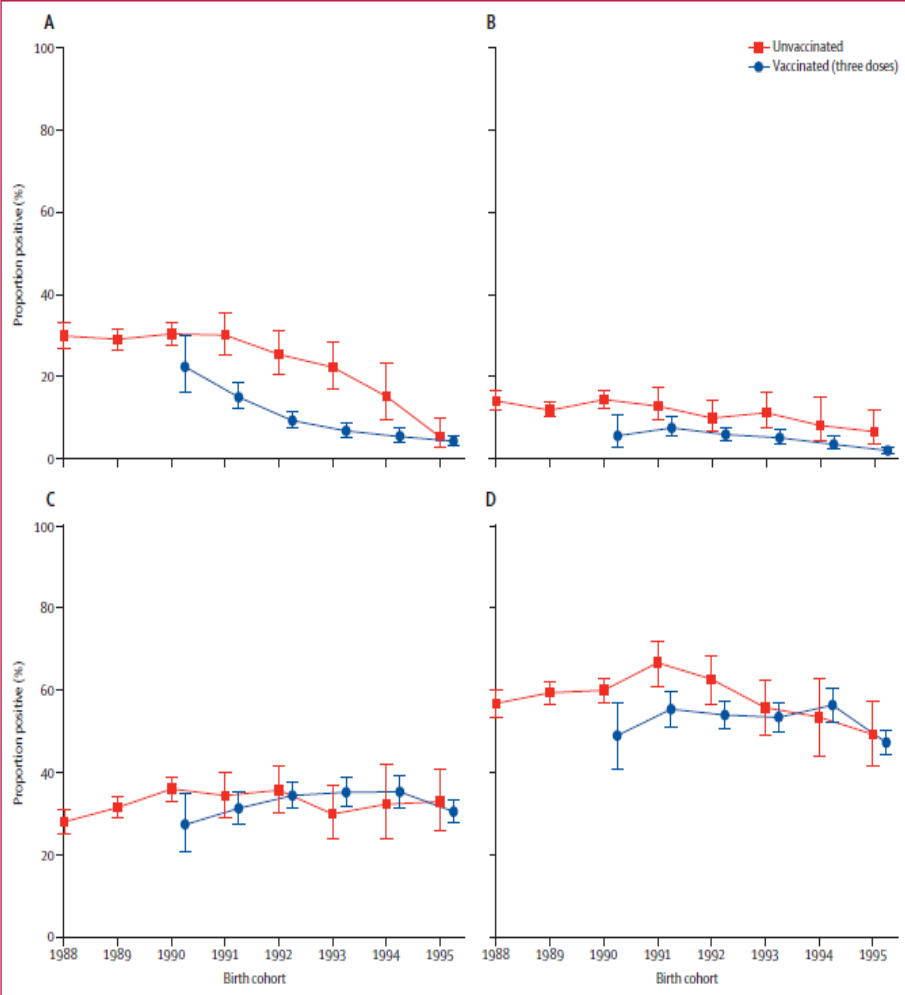 A
B
Unvaccinated
Vaccinated (three doses)
100
80
60
40
20
0
Proportion positive (%)
C
D
100
80
60
40
20
0
Proportion positive (%)
1988 1989 1990 1991 1992 1993 1994 1995
1988 1989 1990 1991 1992 1993 1994 1995
Birth cohort
Birth cohort